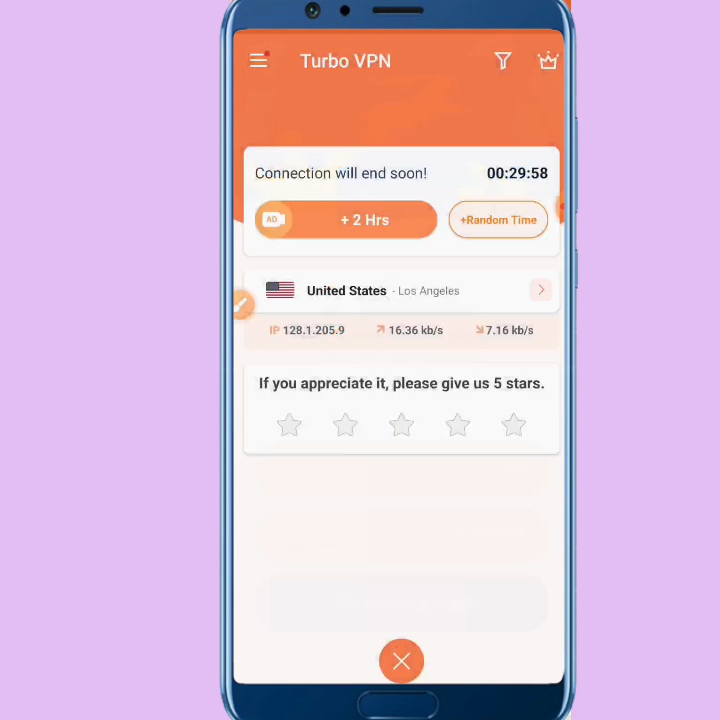 Turbo VPN
Connection will end soon! 00:29:58
AD + 2 Hrs +Random Time
United States - Los Angeles
IP 128.1.205.9 16.36 kb/s 7.16 kb/s
If you appreciate it, please give us 5 stars.